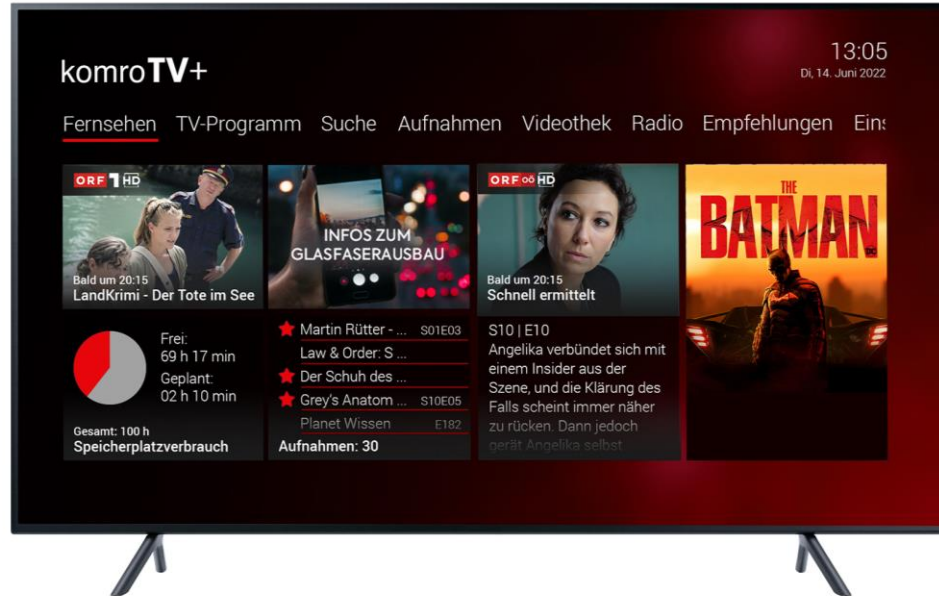 komroTV+
13:05
Di, 14. Juni 2022
Fernsehen TV-Programm Suche Aufnahmen Videothek Radio Empfehlungen Eins
ORF 1 HD
Bald um 20:15
LandKrimi - Der Tote im See
INFOS ZUM
GLASFASERAUSBAU
ORF OÖ HD
Bald um 20:15
Schnell ermittelt
THE
BATMAN
DC
Frei:
69 h 17 min
Geplant:
02 h 10 min
Gesamt: 100 h
Speicherplatzverbrauch
Martin Rütter - ... S01E03
Law & Order: S ...
Der Schuh des ...
Grey's Anatom ... S10E05
Planet Wissen E182
Aufnahmen: 30
S10 | E10
Angelika verbündet sich mit
einem Insider aus der
Szene, und die Klärung des
Falls scheint immer näher
zu rücken. Dann jedoch
gerät Angelika selbst